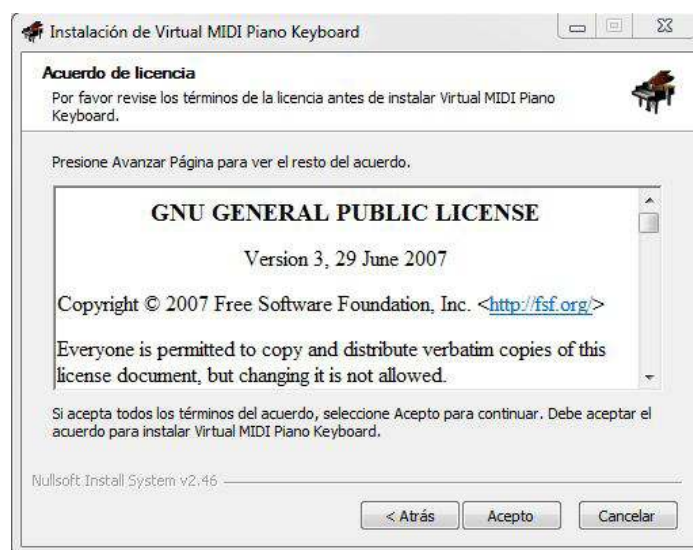 Instalación de Virtual MIDI Piano Keyboard
Acuerdo de licencia
Por favor revise los términos de la licencia antes de instalar Virtual MIDI Piano
Keyboard.
Presione Avanzar Página para ver el resto del acuerdo.
GNU GENERAL PUBLIC LICENSE
Version 3, 29 June 2007
Copyright © 2007 Free Software Foundation, Inc. <http://fsf.org/>
Everyone is permitted to copy and distribute verbatim copies of this
license document, but changing it is not allowed.
Si acepta todos los términos del acuerdo, seleccione Acepto para continuar. Debe aceptar el
acuerdo para instalar Virtual MIDI Piano Keyboard.
Nullsoft Install System v2.46
< Atrás Acepto Cancelar